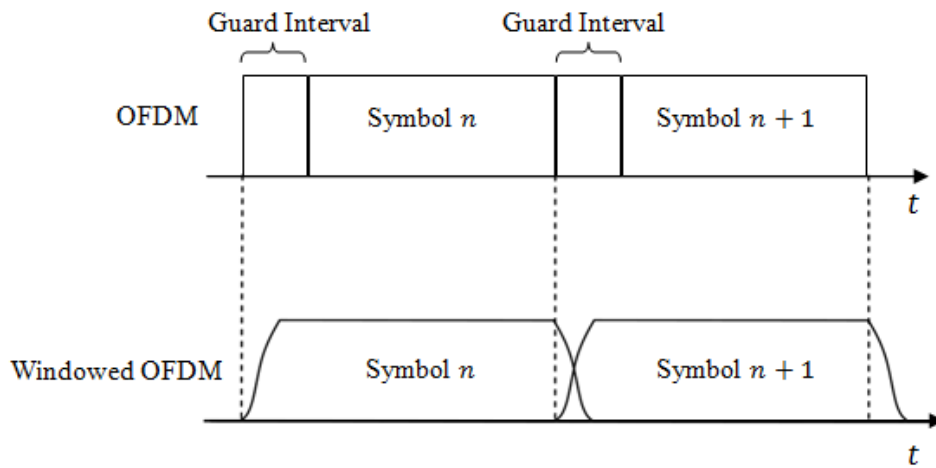 Guard Interval
Guard Interval
OFDM
Symbol n
Symbol n + 1
t
Windowed OFDM
Symbol n
Symbol n + 1
t